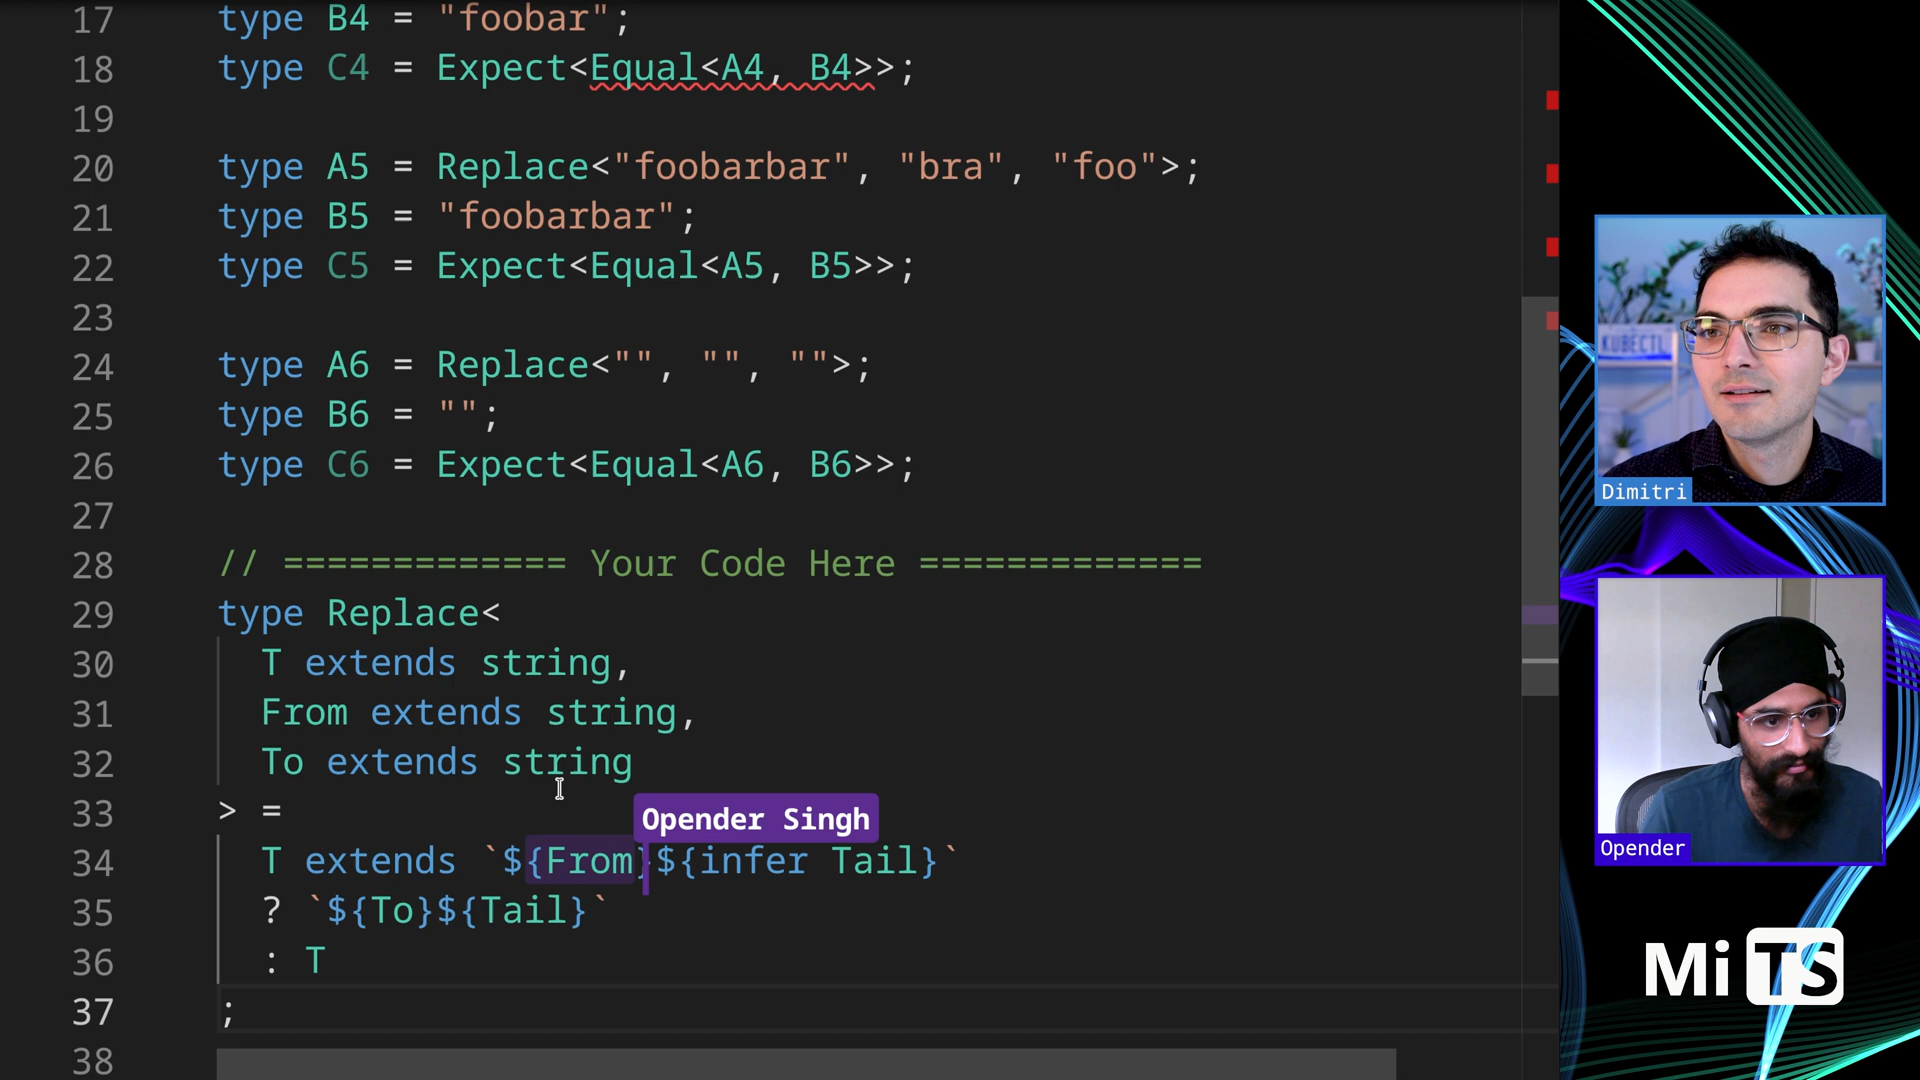 17 type B4 = "foobar";
18 type C4 = Expect<Equal<A4, B4>>;
19
20 type A5 = Replace<"foobarbar", "bra", "foo">;
21 type B5 = "foobarbar";
22 type C5 = Expect<Equal<A5, B5>>;
23
24 type A6 = Replace<"", "", "">;
25 type B6 = "";
26 type C6 = Expect<Equal<A6, B6>>;
27
28 // ============= Your Code Here =============
29 type Replace<
30 T extends string,
31 From extends string,
32 To extends string
33 > =
Opender Singh
34 T extends `${From}${infer Tail}`
35 ? `${To}${Tail}`
36 : T
37 ;
38
KUBECTL
Dimitri
Opender
Mi TS